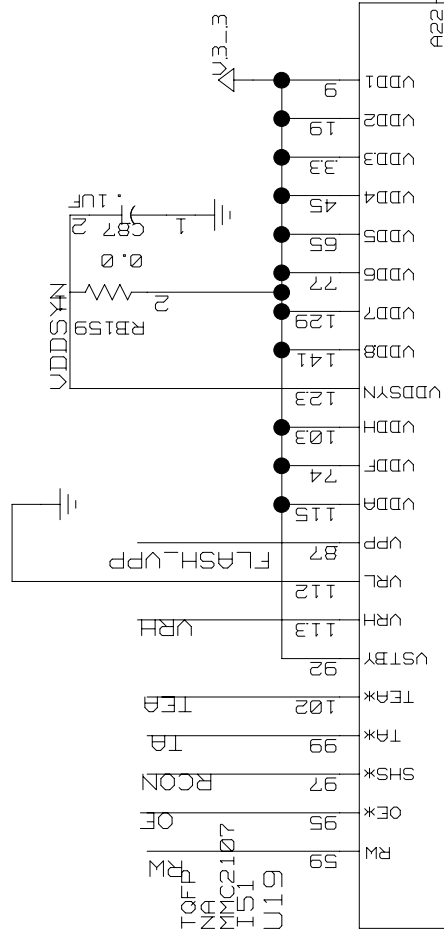 A22
V3_3
9 VDD1
19 VDD2
33 VDD3
45 VDD4
65 VDD5
77 VDD6
129 VDD7
141 VDD8
123 VDDSYN
103 VDDH
74 VDDF
115 VDDA
87 VPP
112 VRL
113 VRH
92 VSTBY
102 TEA*
99 TA*
97 SHS*
95 OE*
59 RW
.1UF
2 C87 1
0.0
1 2
RB159
VDDSYN
FLASH_VPP
VRH
TEA
TA
RCON
OE
RW
TQFP
NA
MMC2107
I51
U19